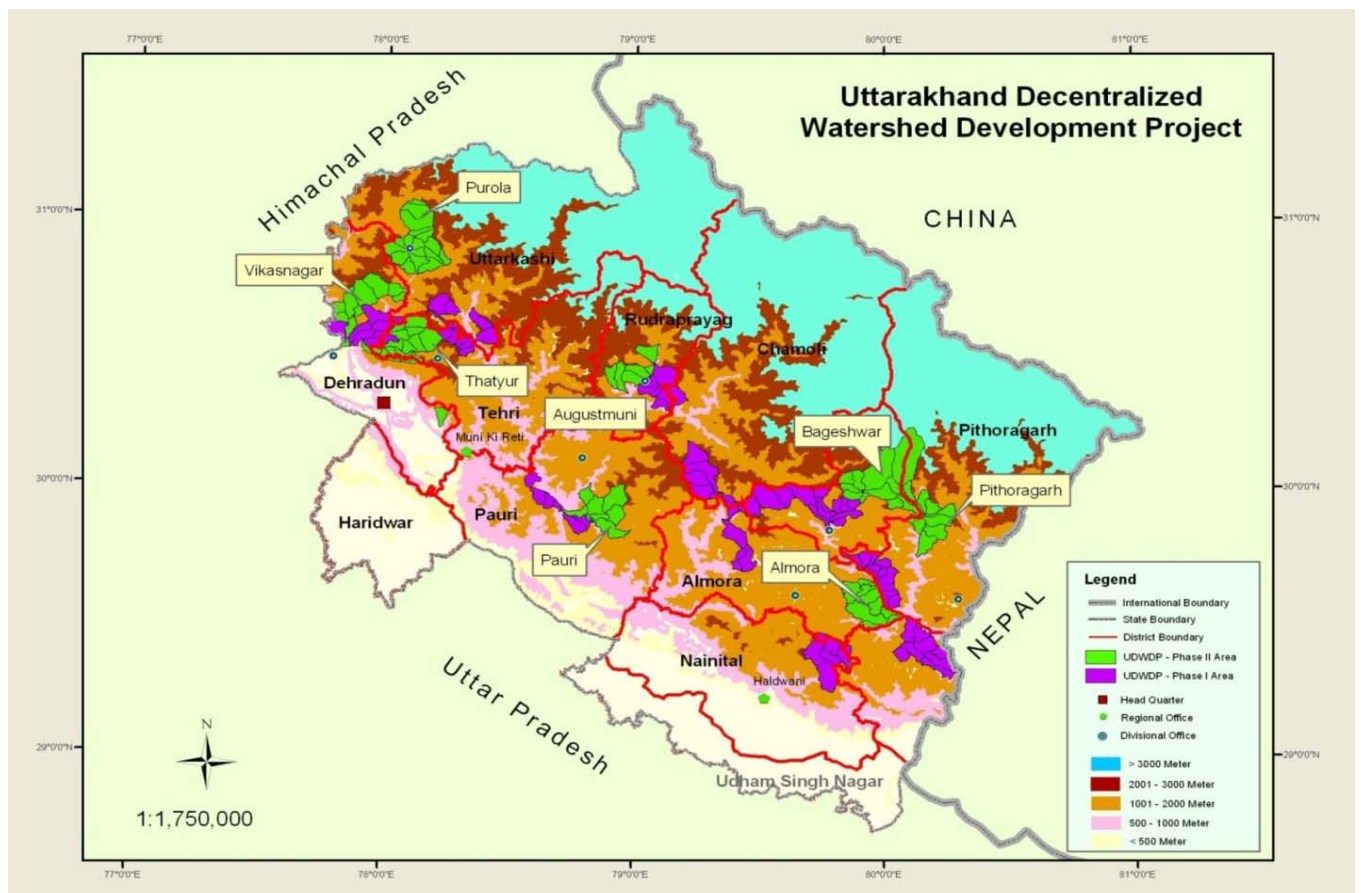 77°0'0"E
78°0'0"E
79°0'0"E
80°0'0"E
81°0'0"E
Uttarakhand Decentralized
Watershed Development Project
Himachal Pradesh
Purola
31°0'0"N
CHINA
31°0'0"N
Uttarkashi
Vikasnagar
Rudraprayag
Chamoli
Dehradun
Thatyur
Tehri
Augustmuni
Bageshwar
Pithoragarh
Muni Ki Reti
30°0'0"N
30°0'0"N
Pithoragarh
Haridwar
Pauri
Pauri
Almora
Almora
NEPAL
Nainital
Haldwani
Uttar Pradesh
29°0'0"N
29°0'0"N
Udham Singh Nagar
N
1:1,750,000
Legend
International Boundary
State Boundary
District Boundary
UDWDP - Phase II Area
UDWDP - Phase I Area
Head Quarter
Regional Office
Divisional Office
> 3000 Meter
2001 - 3000 Meter
1001 - 2000 Meter
500 - 1000 Meter
< 500 Meter
77°0'0"E
78°0'0"E
79°0'0"E
80°0'0"E
81°0'0"E